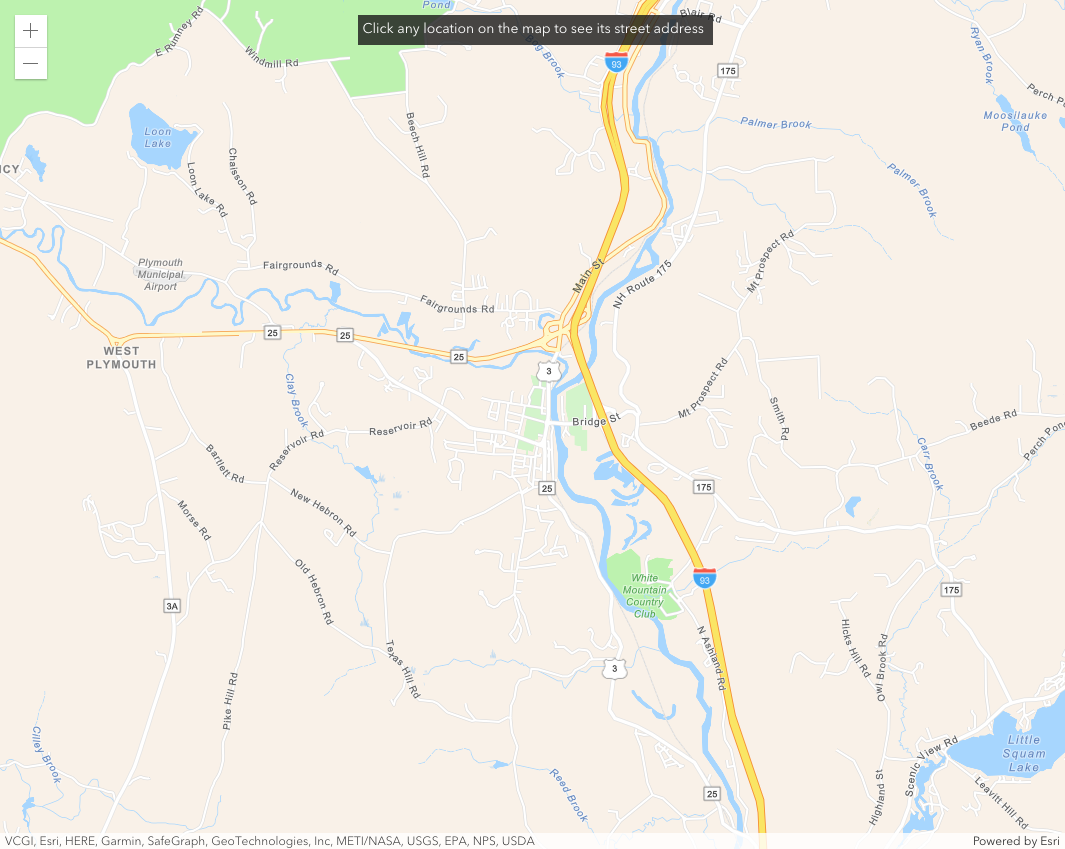 Pond
Blair Rd
E Rumney Rd
Click any location on the map to see its street address
Windmill Rd
Brook
93
175
Ryan Brook
Perch
Moosilauke
Pond
Loon
Lake
Beech Hill Rd
Palmer Brook
ICY
Chaisson Rd
Loon Lake Rd
Palmer Brook
Plymouth
Municipal
Airport
Fairgrounds Rd
Main St
NH Route 175
Mt Prospect Rd
Fairgrounds Rd
25
25
25
WEST
PLYMOUTH
3
Clay Brook
Mt Prospect Rd
Smith Rd
Bridge St
Reservoir Rd
Reservoir Rd
Beede Rd
Perch Pond
Carr Brook
Bartlett Rd
25
175
New Hebron Rd
Morse Rd
Old Hebron Rd
White
Mountain
Country
Club
93
175
3A
Hicks Hill Rd
Owl Brook Rd
N Ashland Rd
Texas Hill Rd
3
Pike Hill Rd
Cilley Brook
Reed Brook
Scenic View Rd
Little
Squam
Lake
Highland St
Leavitt Hill Rd
25
VCGI, Esri, HERE, Garmin, SafeGraph, GeoTechnologies, Inc, METI/NASA, USGS, EPA, NPS, USDA
Powered by Esri